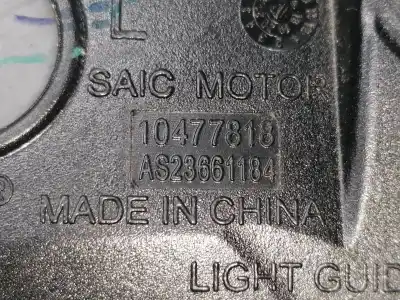 L
SAIC MOTOR
10477818
AS23661184
®
MADE IN CHINA
LIGHT GUID